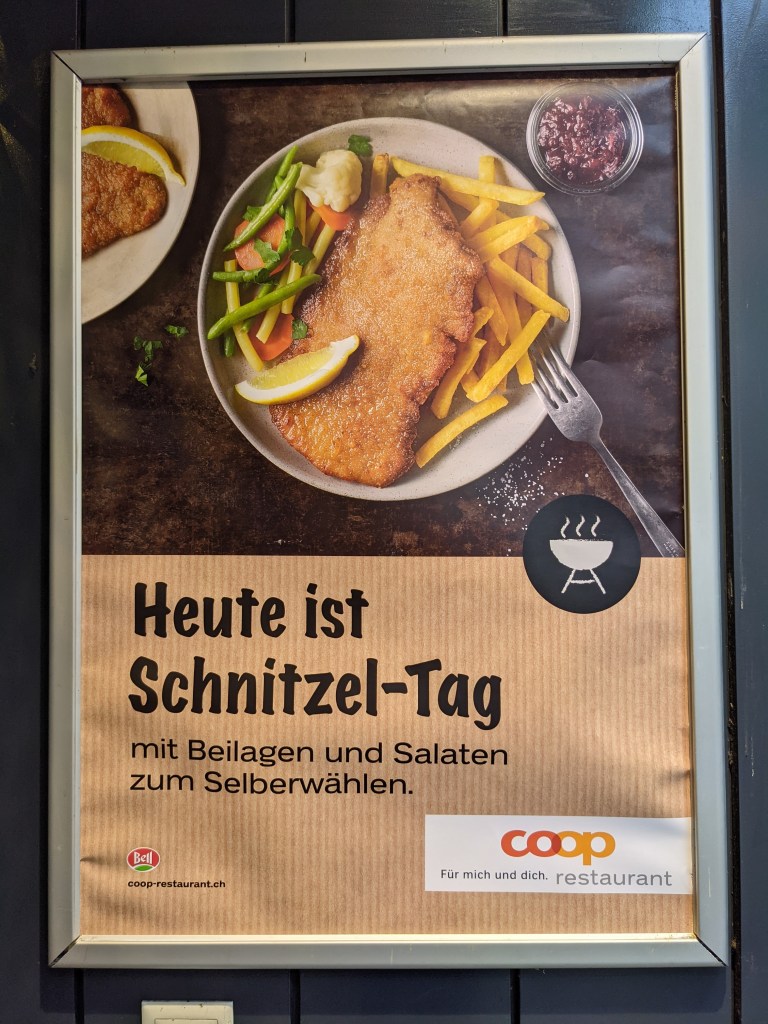 Heute ist
Schnitzel-Tag
mit Beilagen und Salaten
zum Selberwählen.
Bell
coop-restaurant.ch
coop
Für mich und dich. restaurant